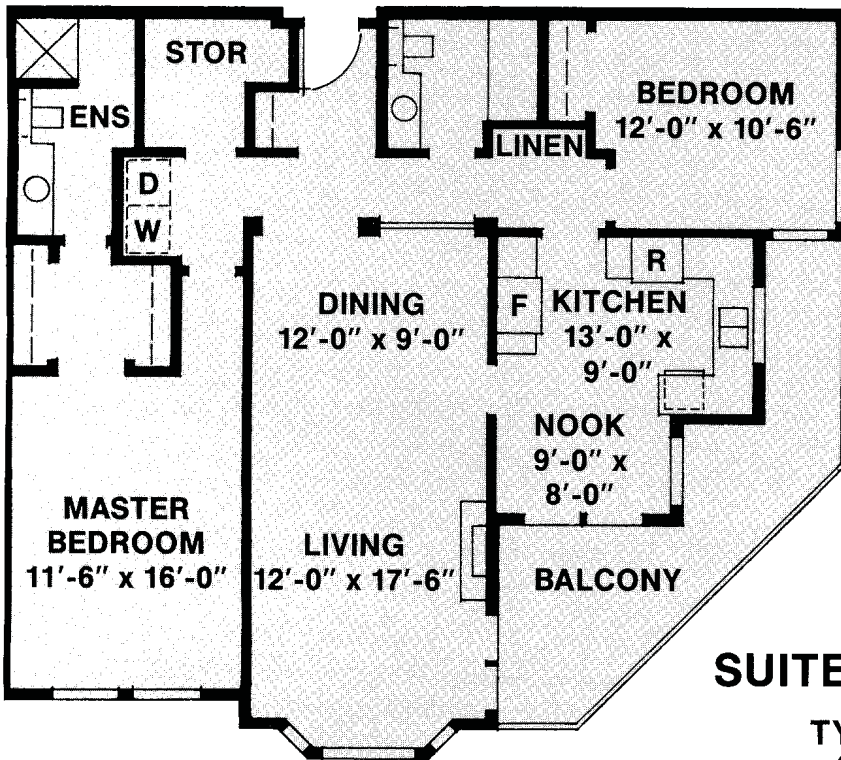 STOR
ENS
D
W
LINEN
BEDROOM
12'-0" x 10'-6"
DINING
12'-0" x 9'-0"
F
R
KITCHEN
13'-0" x
9'-0"
NOOK
9'-0" x
8'-0"
MASTER
BEDROOM
11'-6" x 16'-0"
LIVING
12'-0" x 17'-6"
BALCONY
SUITE
TY